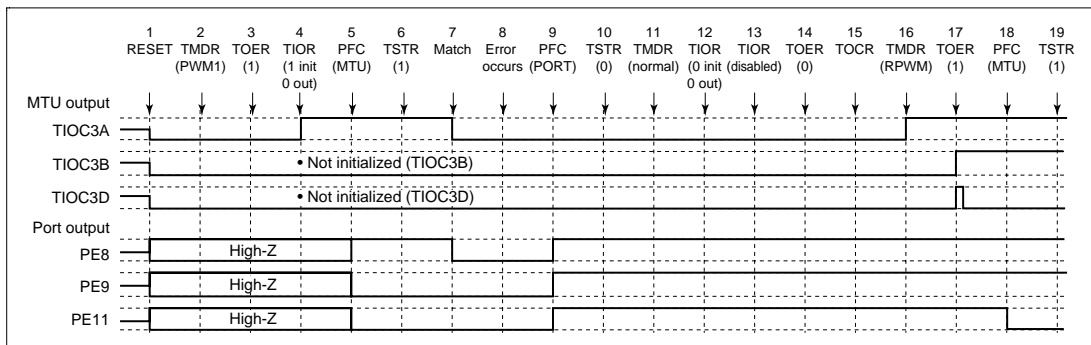 1 2 3 4 5 6 7 8 9 10 11 12 13 14 15 16 17 18 19
RESET TMDR TOER TIOR PFC TSTR Match Error PFC TSTR TMDR TIOR TIOR TOER TOCR TMDR TOER PFC TSTR
(PWM1) (1) (1 init (MTU) (1) occurs (PORT) (0) (normal) (0 init (disabled) (0) (RPWM) (1) (MTU) (1)
0 out) 0 out)
MTU output
TIOC3A
TIOC3B • Not initialized (TIOC3B)
TIOC3D • Not initialized (TIOC3D)
Port output
PE8 High-Z
PE9 High-Z
PE11 High-Z